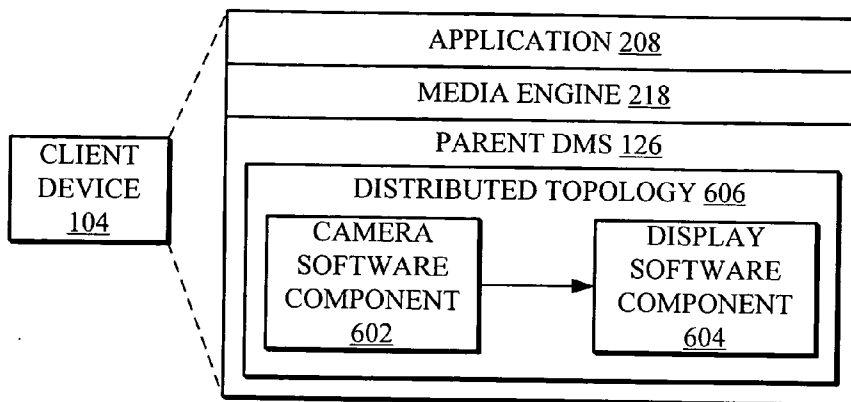 APPLICATION 208
MEDIA ENGINE 218
PARENT DMS 126
CLIENT
DEVICE
104
DISTRIBUTED TOPOLOGY 606
CAMERA
SOFTWARE
COMPONENT
602
DISPLAY
SOFTWARE
COMPONENT
604